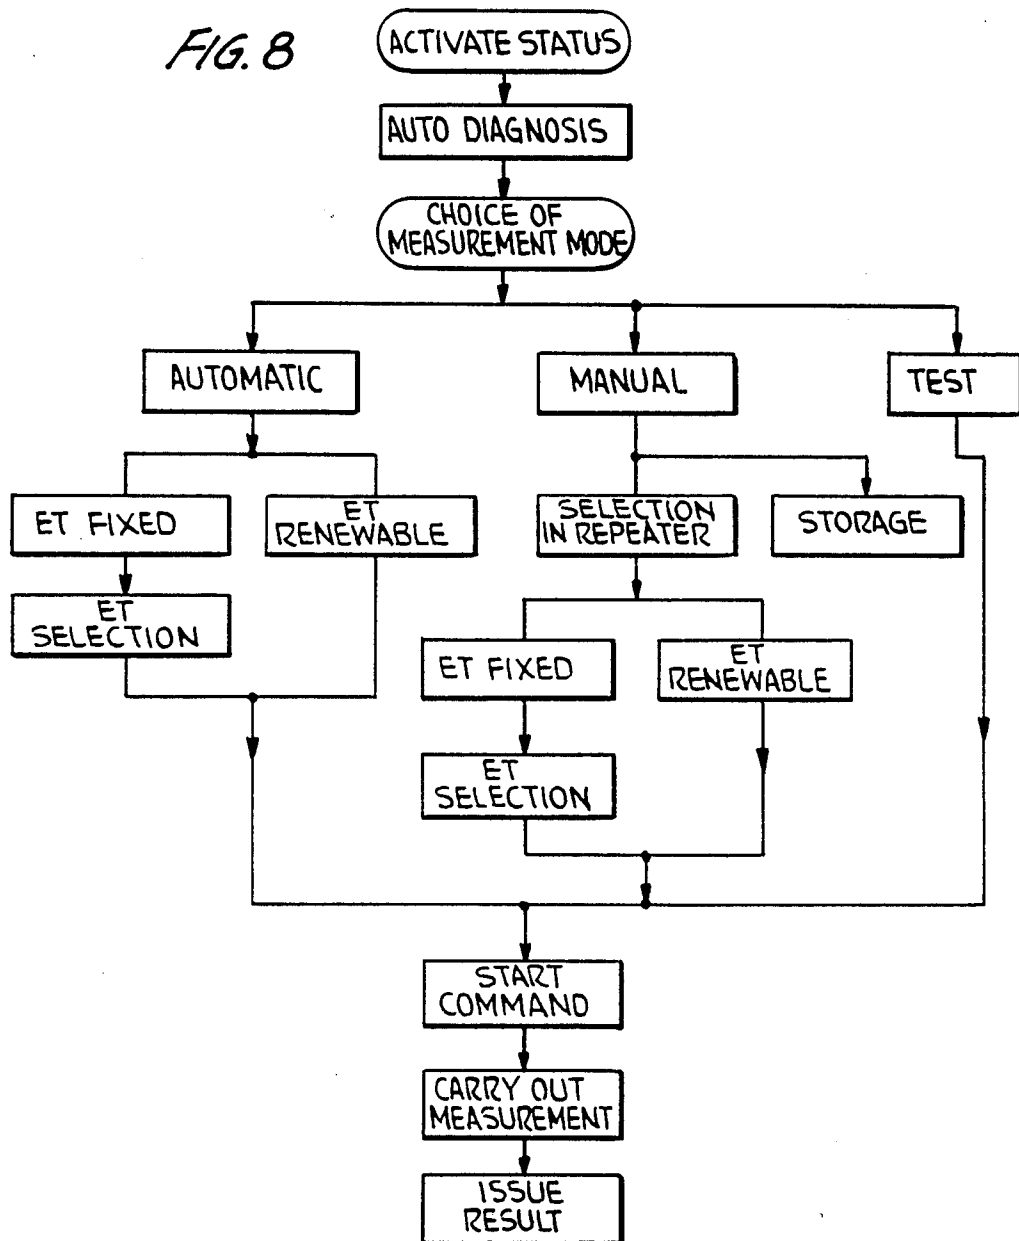 FIG. 8
ACTIVATE STATUS
AUTO DIAGNOSIS
CHOICE OF
MEASUREMENT MODE
AUTOMATIC
MANUAL
TEST
ET FIXED
ET
RENEWABLE
SELECTION
IN REPEATER
STORAGE
ET
SELECTION
ET FIXED
ET
RENEWABLE
ET
SELECTION
START
COMMAND
CARRY OUT
MEASUREMENT
ISSUE
RESULT